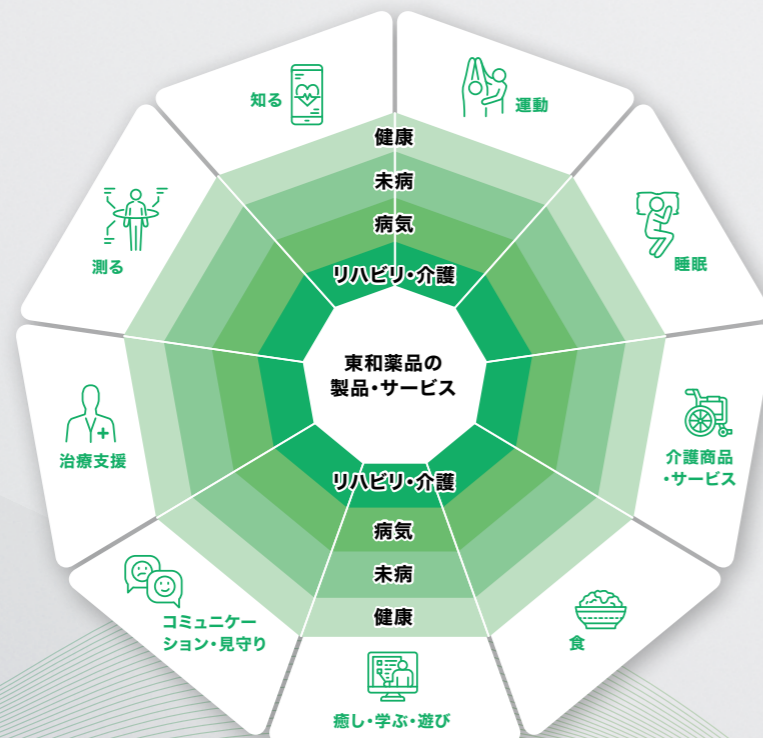 知る
運動
健康
未病
病気
リハビリ・介護
測る
睡眠
東和薬品の
製品・サービス
治療支援
介護商品
・サービス
リハビリ・介護
病気
未病
健康
コミュニケー
ション・見守り
食
癒し・学ぶ・遊び